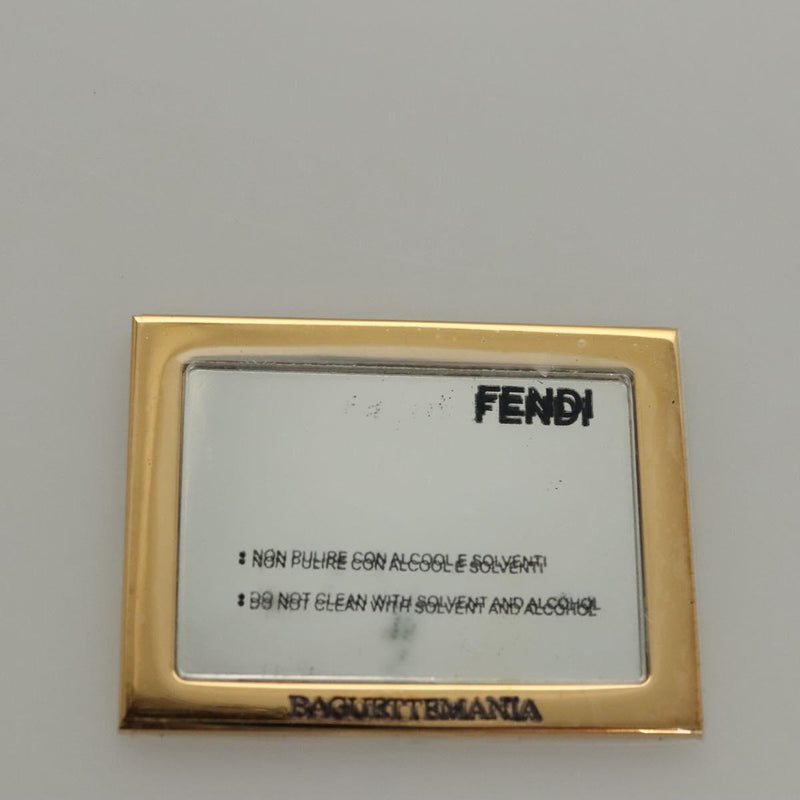 FENDI
• NON PULIRE CON ALCOOL E SOLVENTI
• DO NOT CLEAN WITH SOLVENT AND ALCOHOL
BAGUETTEMANIA